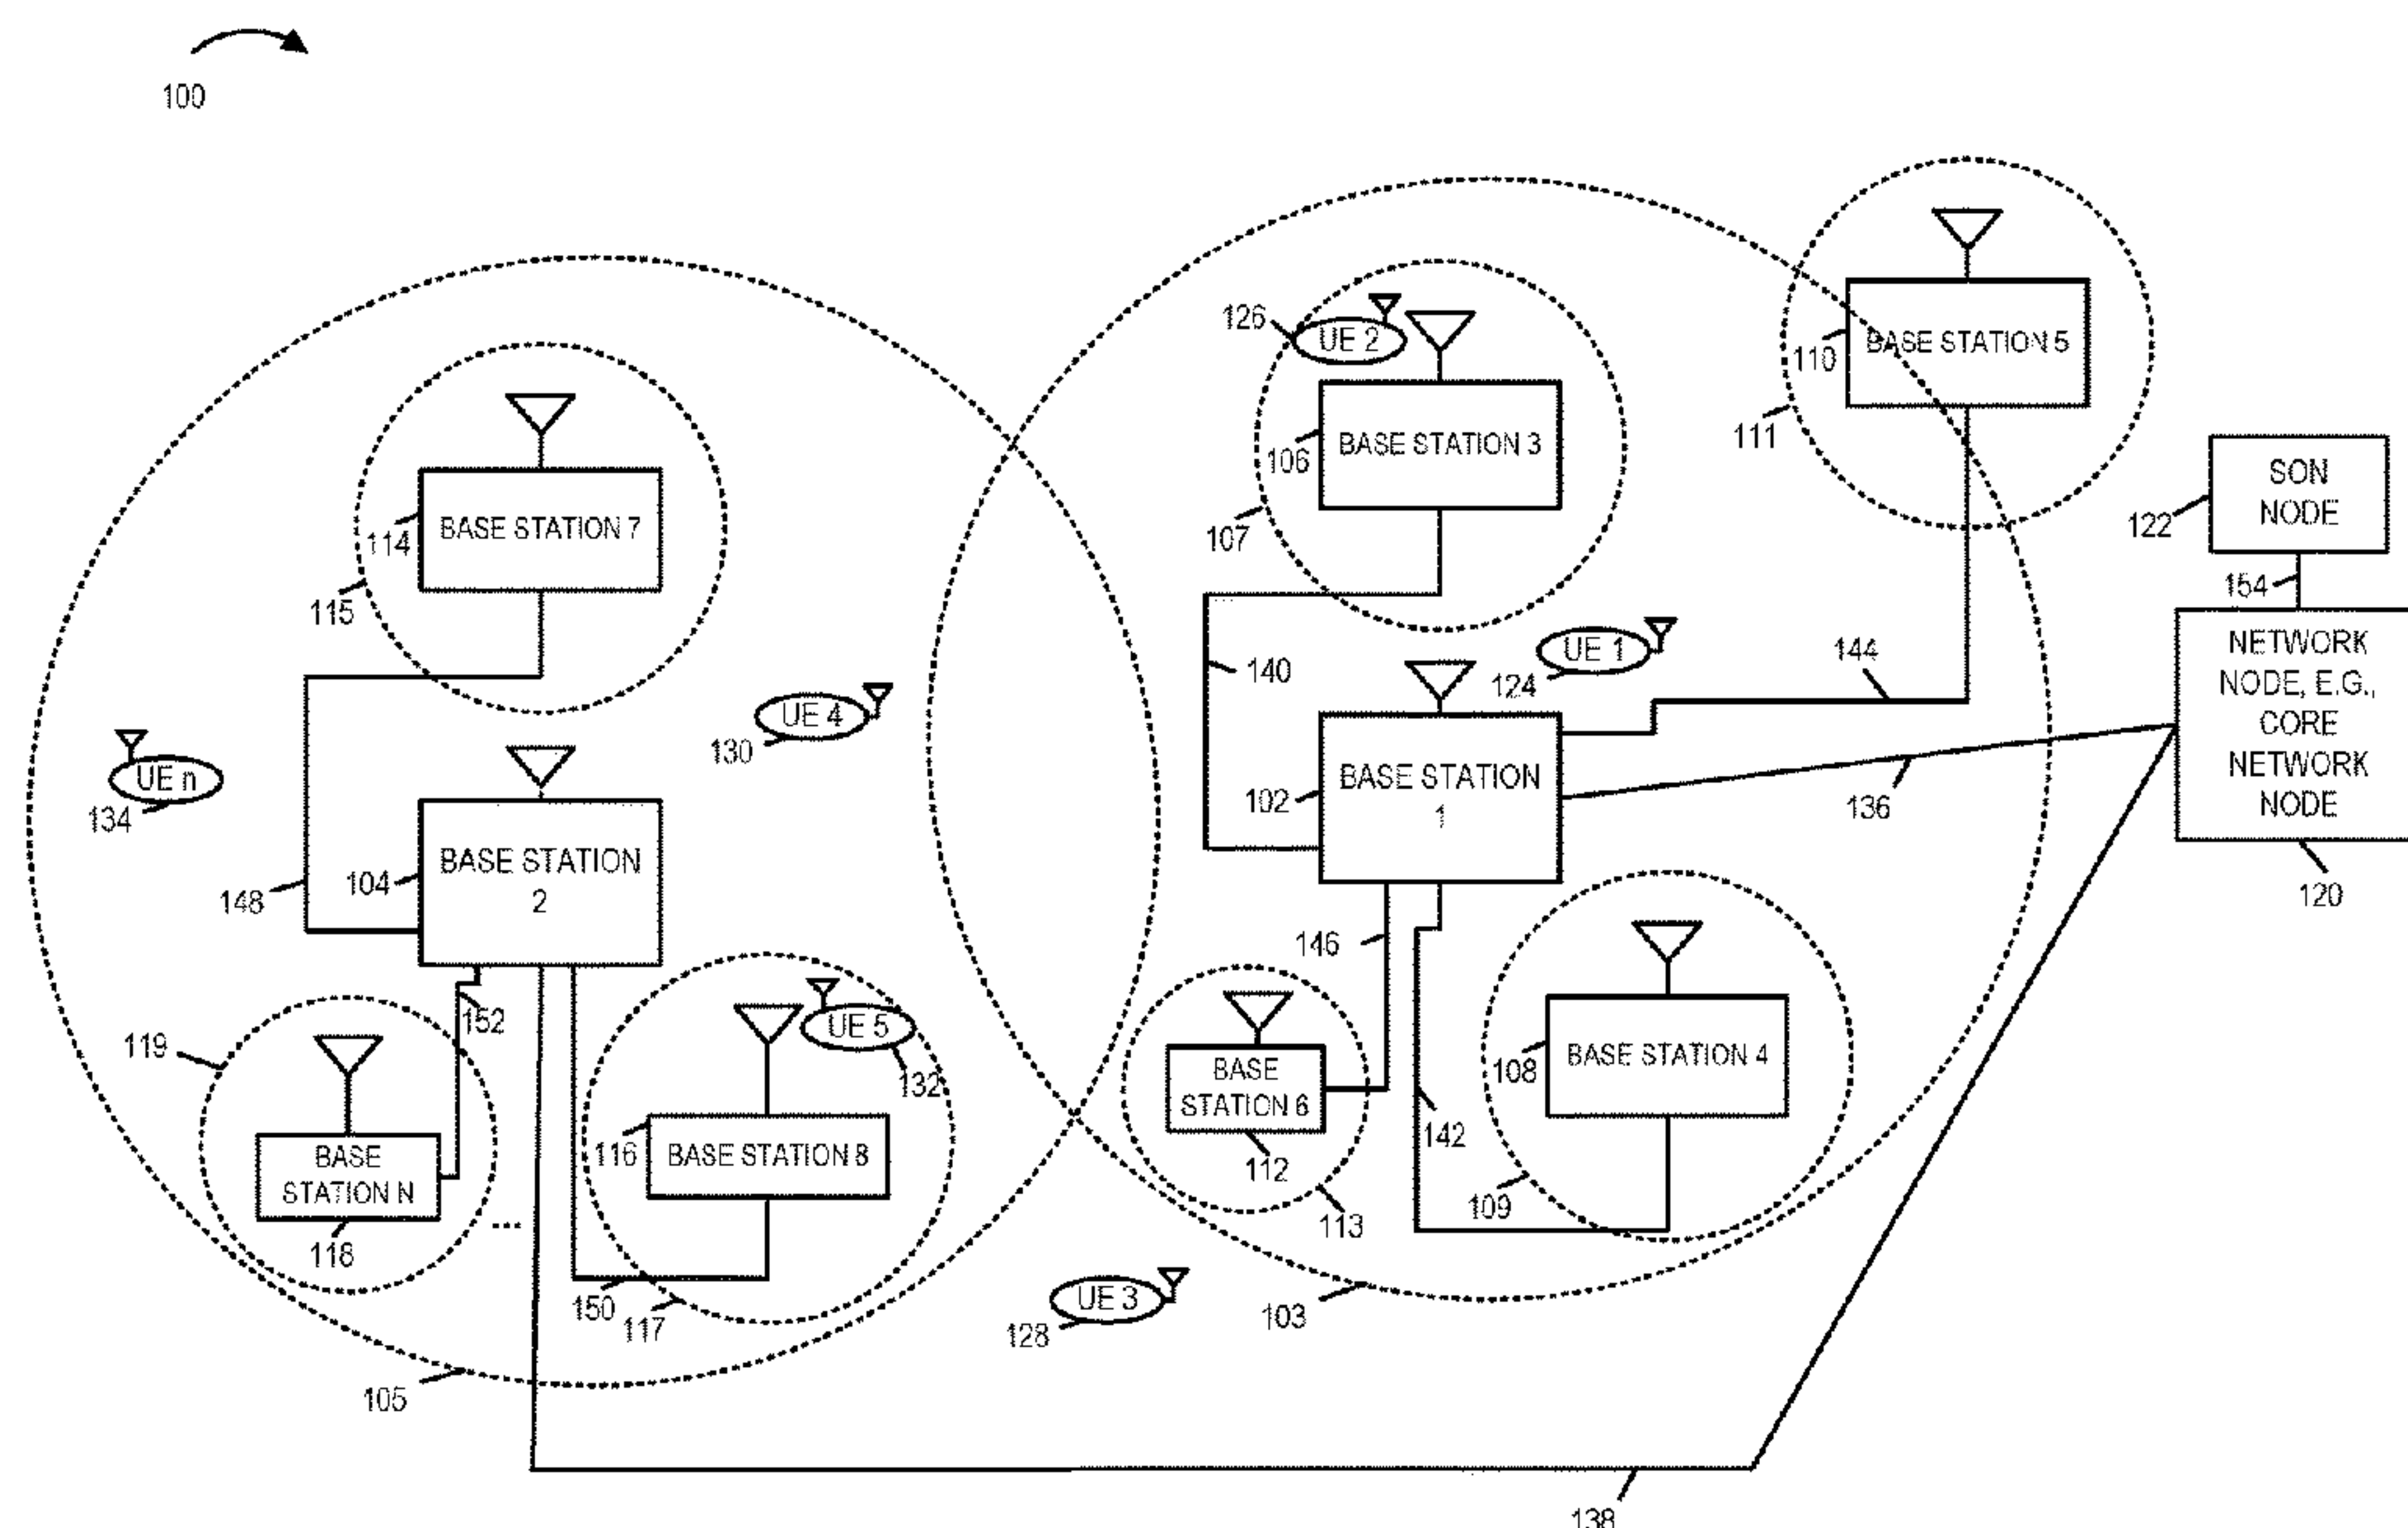 100
126
UE 2
110
BASE STATION 5
111
106
BASE STATION 3
107
SON
NODE
122
154
114
BASE STATION 7
115
UE 1
124
140
144
NETWORK
NODE, E.G.,
CORE
NETWORK
NODE
120
UE 4
130
UE n
134
102
BASE STATION
1
136
104
BASE STATION
2
148
146
152
119
UE 5
132
108
BASE STATION 4
BASE
STATION 6
112
142
109
113
116
BASE STATION 8
BASE
STATION N
118
...
150
117
UE 3
128
103
105
138